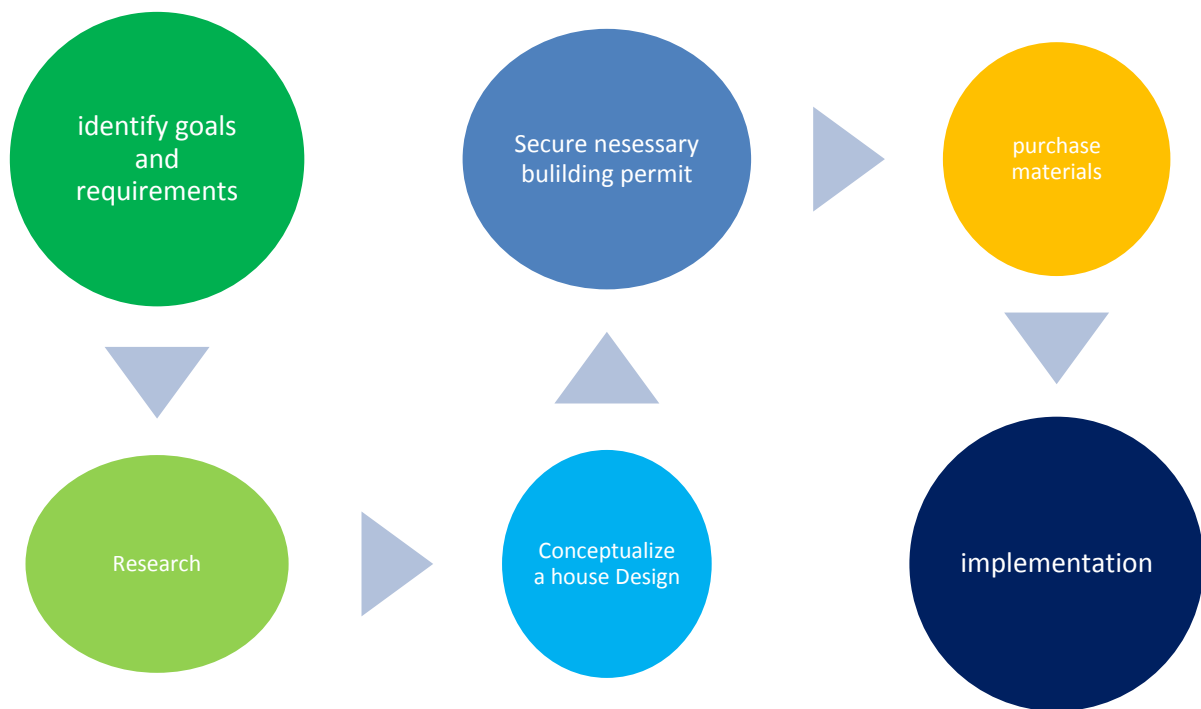 identify goals
and
requirements
Research
Conceptualize
a house Design
Secure nesessary
bulilding permit
purchase
materials
implementation